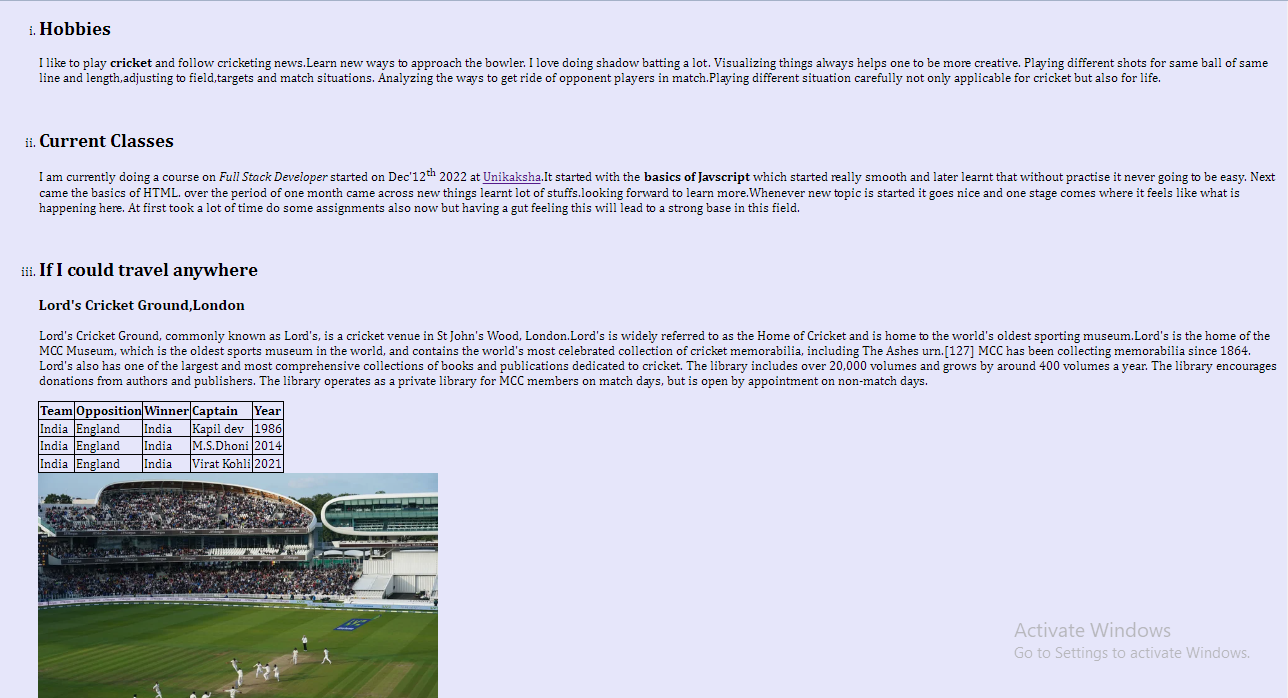 i. Hobbies
I like to play cricket and follow cricketing news.Learn new ways to approach the bowler. I love doing shadow batting a lot. Visualizing things always helps one to be more creative. Playing different shots for same ball of same
line and length,adjusting to field,targets and match situations. Analyzing the ways to get ride of opponent players in match.Playing different situation carefully not only applicable for cricket but also for life.
ii. Current Classes
I am currently doing a course on Full Stack Developer started on Dec'12th 2022 at Unikaksha.It started with the basics of Javscript which started really smooth and later learnt that without practise it never going to be easy. Next
came the basics of HTML. over the period of one month came across new things learnt lot of stuffs.looking forward to learn more.Whenever new topic is started it goes nice and one stage comes where it feels like what is
happening here. At first took a lot of time do some assignments also now but having a gut feeling this will lead to a strong base in this field.
iii. If I could travel anywhere
Lord's Cricket Ground,London
Lord's Cricket Ground, commonly known as Lord's, is a cricket venue in St John's Wood, London.Lord's is widely referred to as the Home of Cricket and is home to the world's oldest sporting museum.Lord's is the home of the
MCC Museum, which is the oldest sports museum in the world, and contains the world's most celebrated collection of cricket memorabilia, including The Ashes urn.[127] MCC has been collecting memorabilia since 1864.
Lord's also has one of the largest and most comprehensive collections of books and publications dedicated to cricket. The library includes over 20,000 volumes and grows by around 400 volumes a year. The library encourages
donations from authors and publishers. The library operates as a private library for MCC members on match days, but is open by appointment on non-match days.
Team Opposition Winner Captain Year
India England India Kapil dev 1986
India England India M.S.Dhoni 2014
India England India Virat Kohli 2021
Activate Windows
Go to Settings to activate Windows.